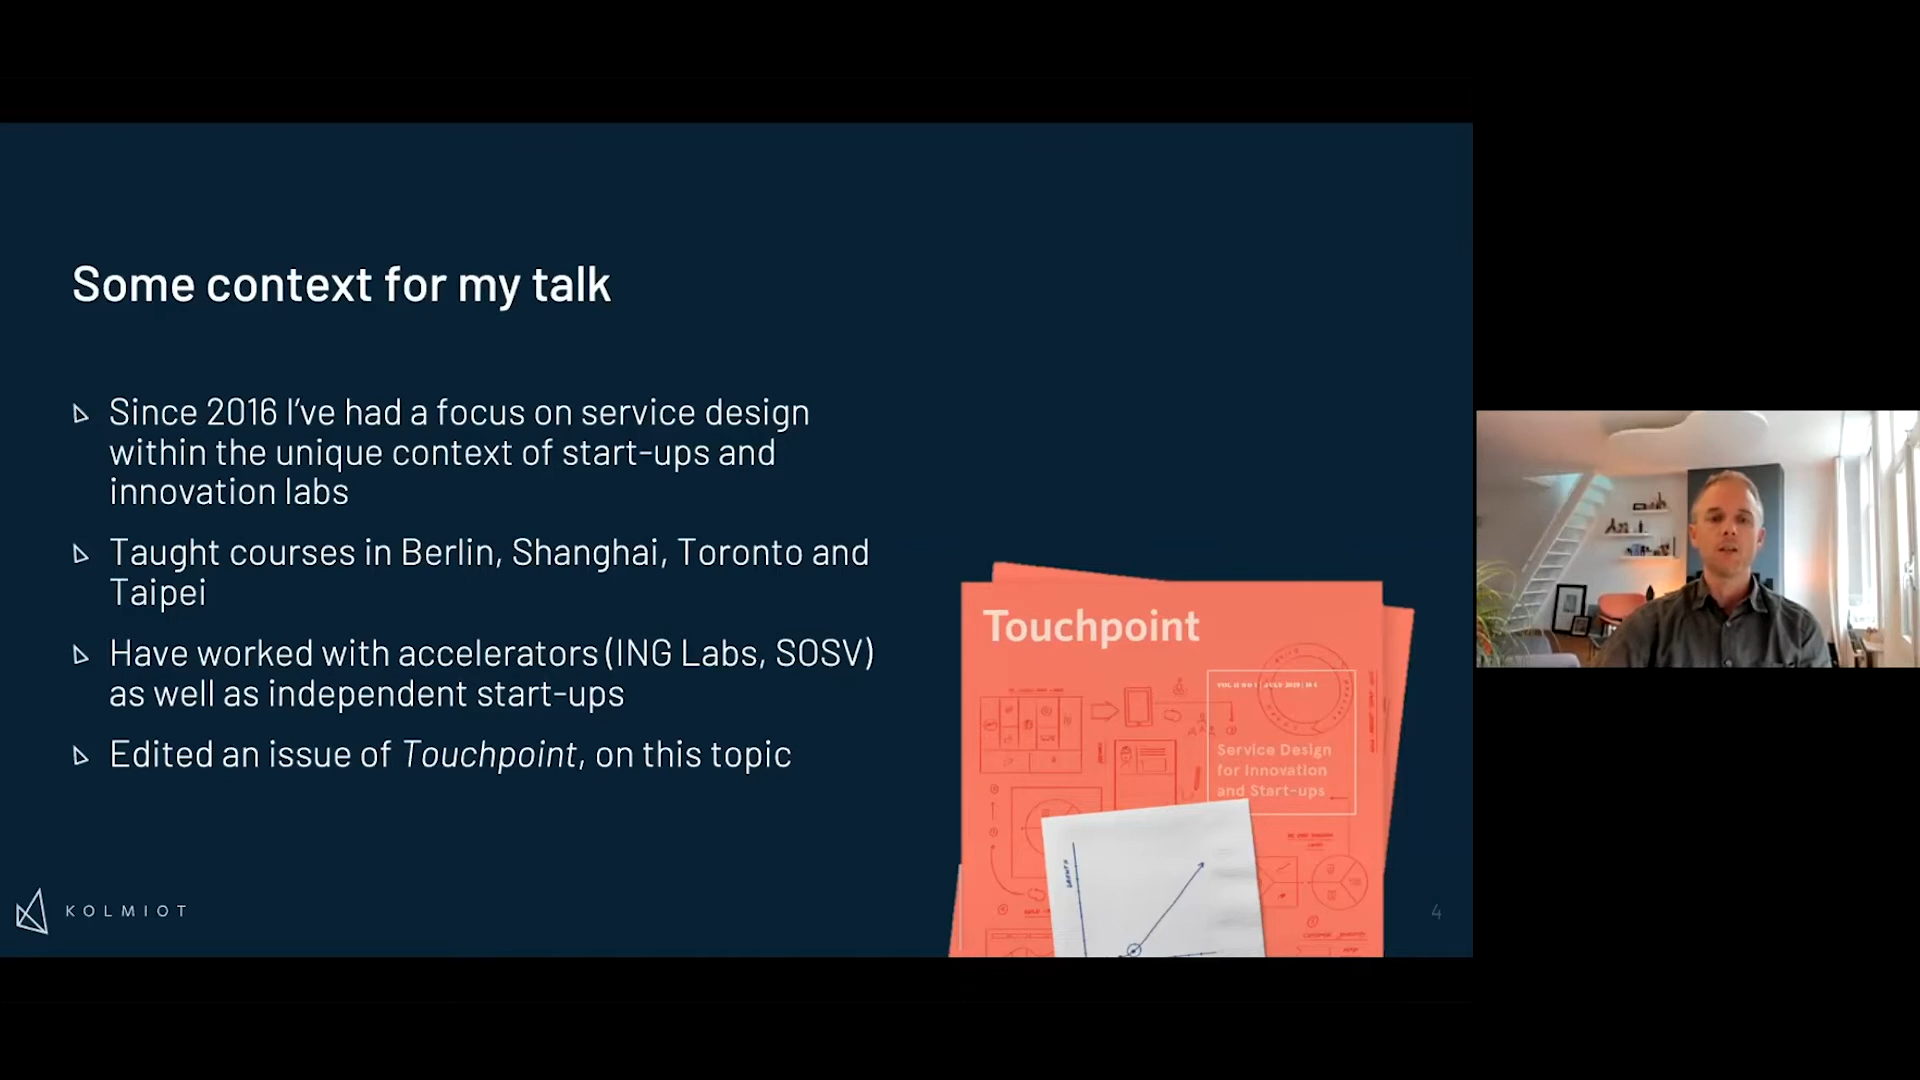 Some context for my talk
Since 2016 I've had a focus on service design
within the unique context of start-ups and
innovation labs
Taught courses in Berlin, Shanghai, Toronto and
Taipei
Have worked with accelerators (ING Labs, SOSV)
as well as independent start-ups
Edited an issue of Touchpoint, on this topic
Touchpoint
Service Design
for Innovation
and Start-ups
GROWTH
KOLMIOT
4